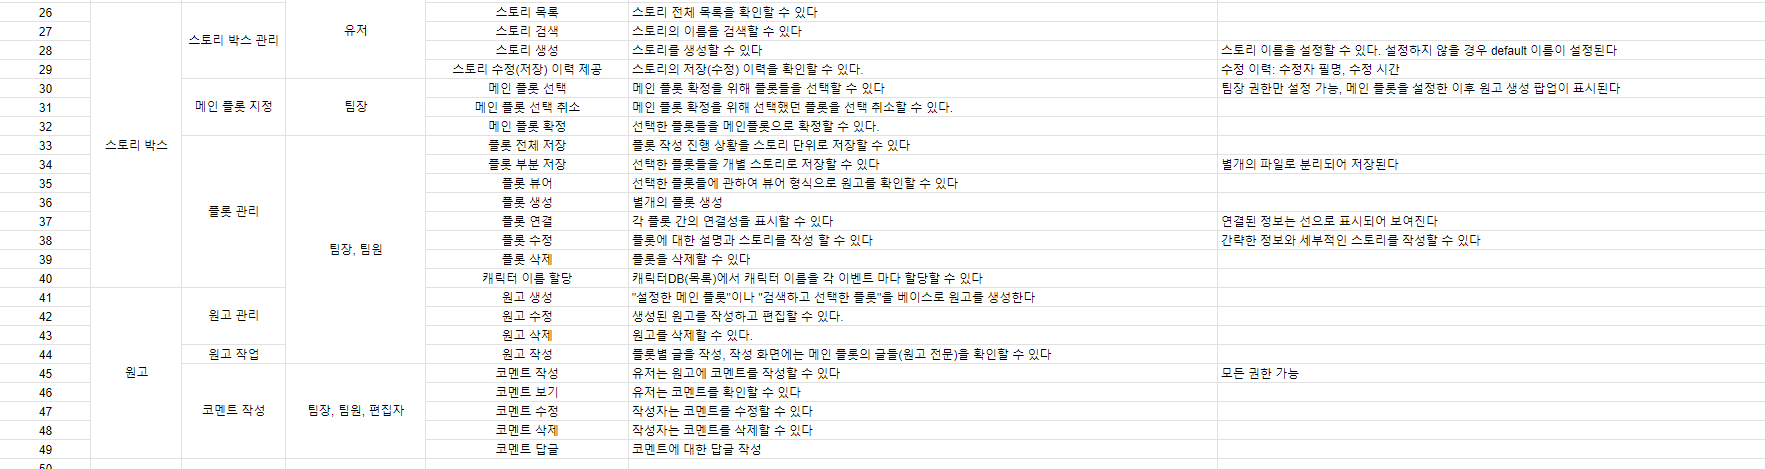 26 스토리 목록 스토리 전체 목록을 확인할 수 있다
27 스토리 검색 스토리의 이름을 검색할 수 있다
유저
스토리 박스 관리
28 스토리 생성 스토리를 생성할 수 있다 스토리 이름을 설정할 수 있다. 설정하지 않을 경우 default 이름이 설정된다
29 스토리 수정(저장) 이력 제공 스토리의 저장(수정) 이력을 확인할 수 있다. 수정 이력: 수정자 필명, 수정 시간
30 메인 플롯 선택 메인 플롯 확정을 위해 플롯들을 선택할 수 있다 팀장 권한만 설정 가능, 메인 플롯을 설정한 이후 원고 생성 팝업이 표시된다
31 메인 플롯 지정 팀장 메인 플롯 선택 취소 메인 플롯 확정을 위해 선택했던 플롯을 선택 취소할 수 있다.
32 메인 플롯 확정 선택한 플롯들을 메인플롯으로 확정할 수 있다.
33 스토리 박스 플롯 전체 저장 플롯 작성 진행 상황을 스토리 단위로 저장할 수 있다
34 플롯 부분 저장 선택한 플롯들을 개별 스토리로 저장할 수 있다 별개의 파일로 분리되어 저장된다
35 플롯 뷰어 선택한 플롯들에 관하여 뷰어 형식으로 원고를 확인할 수 있다
36 플롯 생성 별개의 플롯 생성
플롯 관리
37 플롯 연결 각 플롯 간의 연결성을 표시할 수 있다 연결된 정보는 선으로 표시되어 보여진다
38 플롯 수정 플롯에 대한 설명과 스토리를 작성 할 수 있다 간략한 정보와 세부적인 스토리를 작성할 수 있다
팀장, 팀원
39 플롯 삭제 플롯을 삭제할 수 있다
40 캐릭터 이름 할당 캐릭터DB(목록)에서 캐릭터 이름을 각 이벤트 마다 할당할 수 있다
41 원고 생성 "설정한 메인 플롯"이나 "검색하고 선택한 플롯"을 베이스로 원고를 생성한다
42 원고 관리 원고 수정 생성된 원고를 작성하고 편집할 수 있다.
43 원고 삭제 원고를 삭제할 수 있다.
44 원고 작업 원고 작성 플롯별 글을 작성, 작성 화면에는 메인 플롯의 글들(원고 전문)을 확인할 수 있다
45 원고 코멘트 작성 유저는 원고에 코멘트를 작성할 수 있다 모든 권한 가능
46 코멘트 보기 유저는 코멘트를 확인할 수 있다
47 코멘트 작성 팀장, 팀원, 편집자 코멘트 수정 작성자는 코멘트를 수정할 수 있다
48 코멘트 삭제 작성자는 코멘트를 삭제할 수 있다
49 코멘트 답글 코멘트에 대한 답글 작성